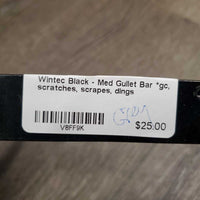 Wintec Black - Med Gullet Bar *gc,
scratches, scrapes, dings
V8FF9K
$25.00